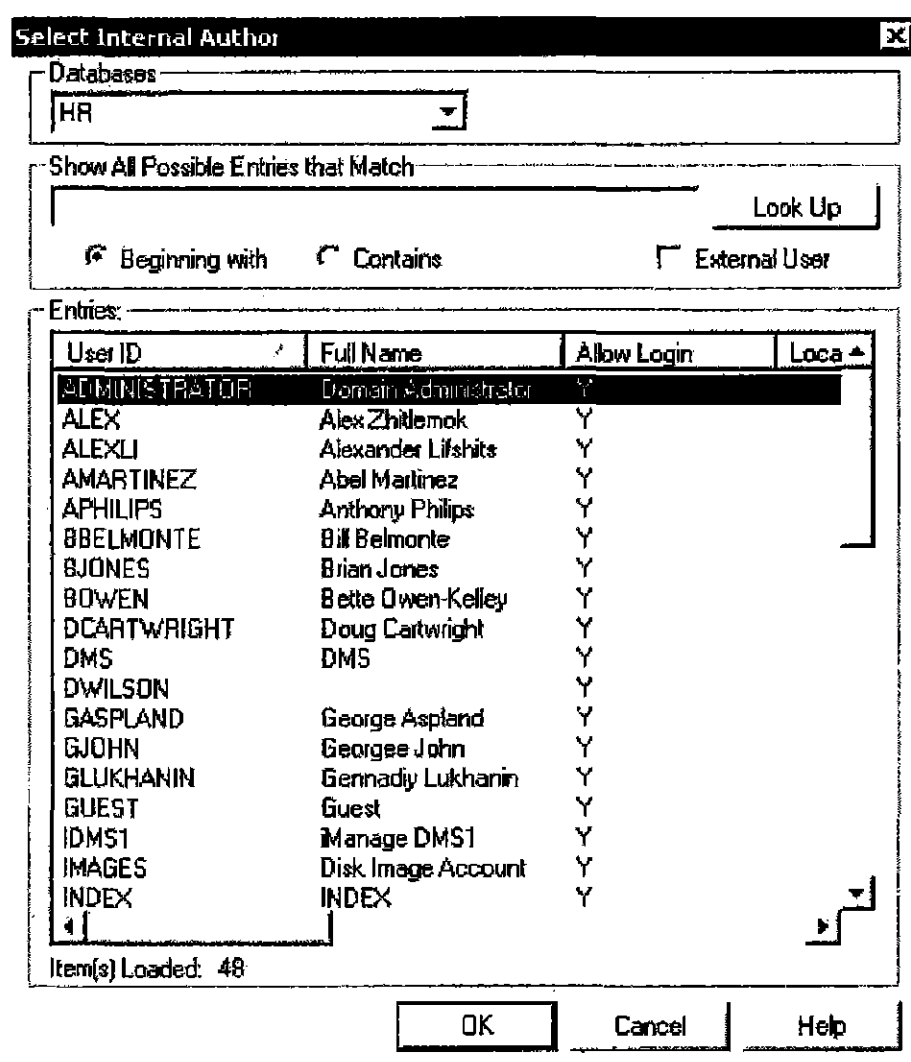 Select Internal Author
Databases
HR
Show All Possible Entries that Match
Look Up
Beginning with Contains External User
Entries:
User ID Full Name Allow Login Loca
ADMINISTRATOR Domain Administrator Y
ALEX Alex Zhitlemok Y
ALEXLI Alexander Lifshits Y
AMARTINEZ Abel Martinez Y
APHILIPS Anthony Philips Y
BBELMONTE Bill Belmonte Y
BJONES Brian Jones Y
BOWEN Bette Owen-Kelley Y
DCARTWRIGHT Doug Cartwright Y
DMS DMS Y
DWILSON Y
GASPLAND George Aspland Y
GJOHN Georgee John Y
GLUKHANIN Gennadiy Lukhanin Y
GUEST Guest Y
IDMS1 iManage DMS1 Y
IMAGES Disk Image Account Y
INDEX INDEX Y
Item(s) Loaded: 48
OK Cancel Help